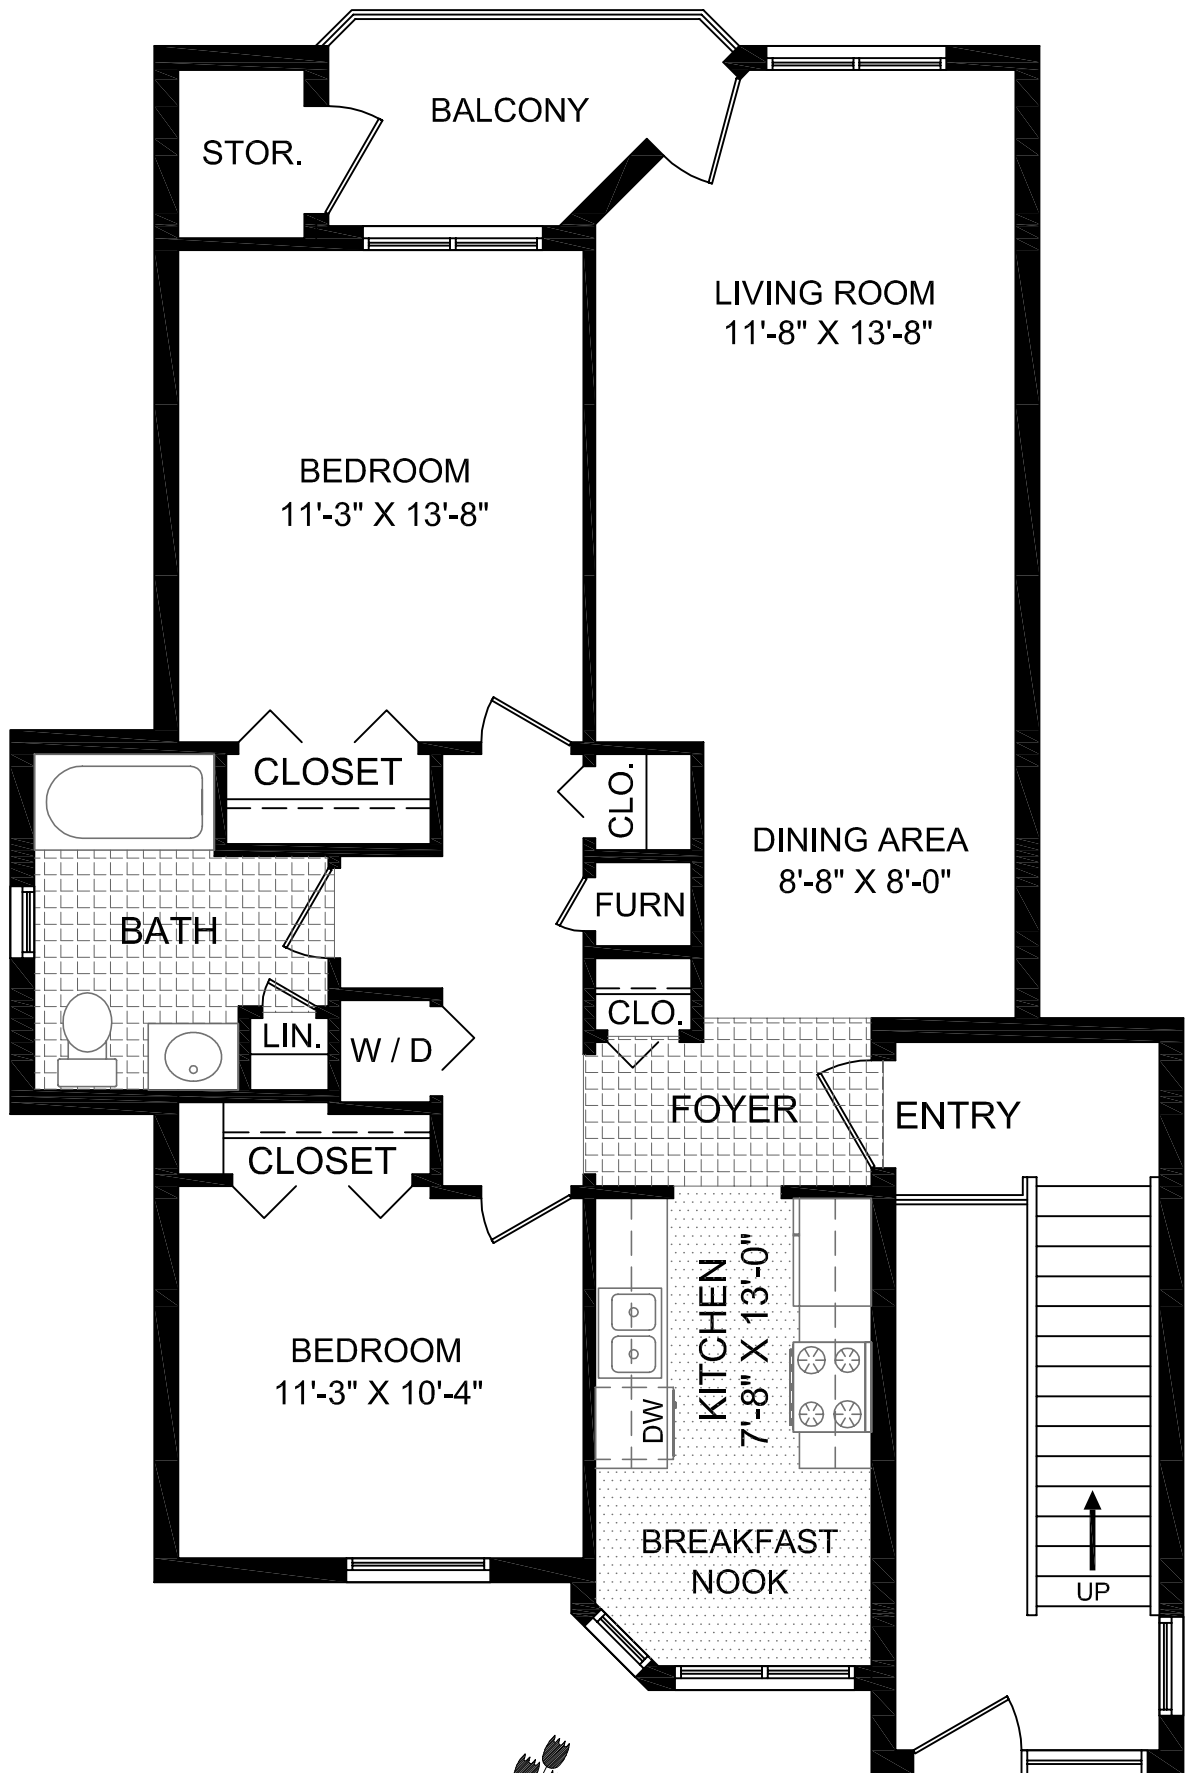 BALCONY
STOR.
LIVING ROOM
11'-8" X 13'-8"
BEDROOM
11'-3" X 13'-8"
CLOSET
CLO.
DINING AREA
8'-8" X 8'-0"
FURN
BATH
CLO.
LIN.
W / D
FOYER
ENTRY
CLOSET
KITCHEN
7'-8" X 13'-0"
BEDROOM
11'-3" X 10'-4"
DW
BREAKFAST
NOOK
UP